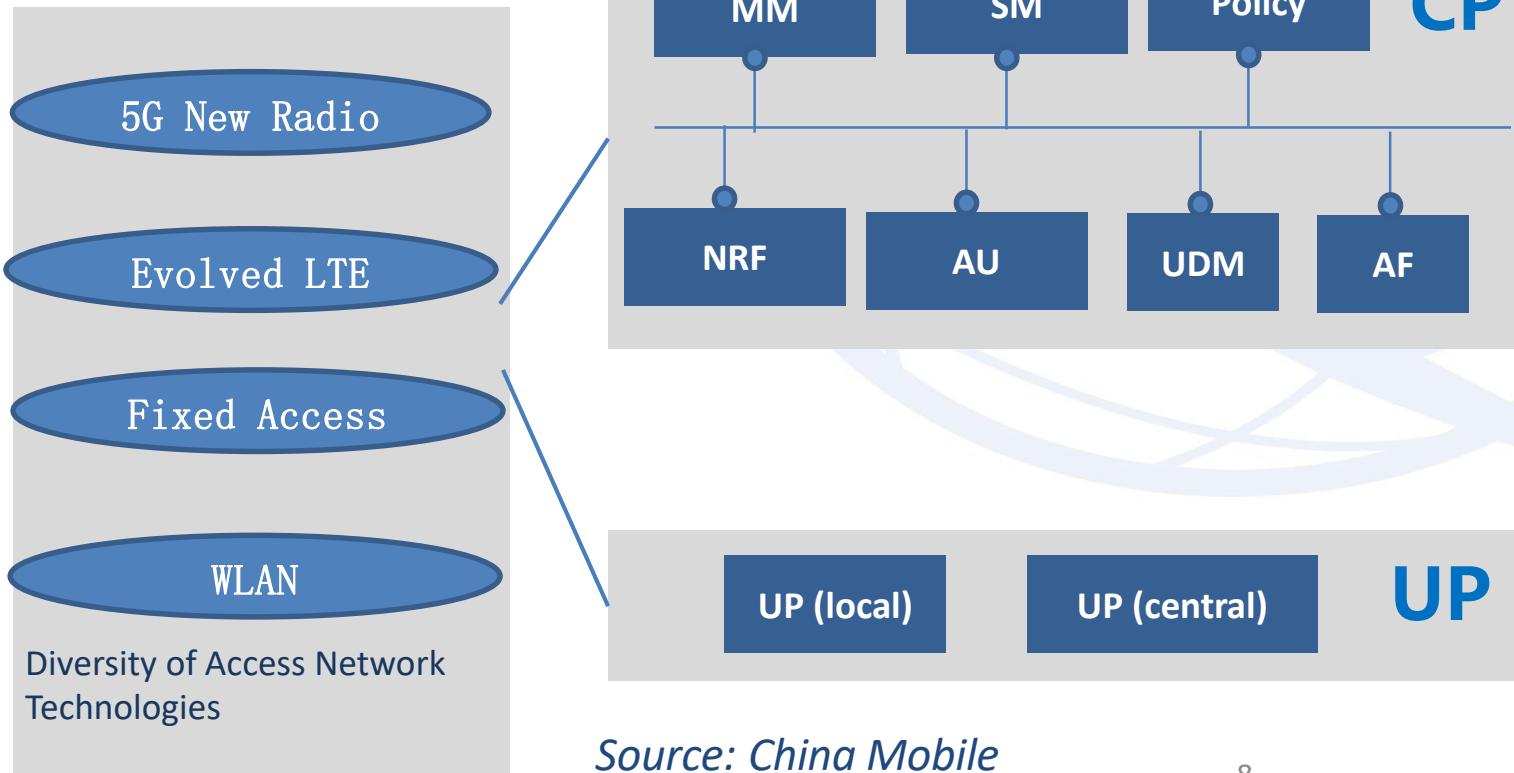 MM
SM
Policy
CP
5G New Radio
Evolved LTE
Fixed Access
WLAN
Diversity of Access Network
Technologies
NRF
AU
UDM
AF
UP (local)
UP (central)
UP
Source: China Mobile
8